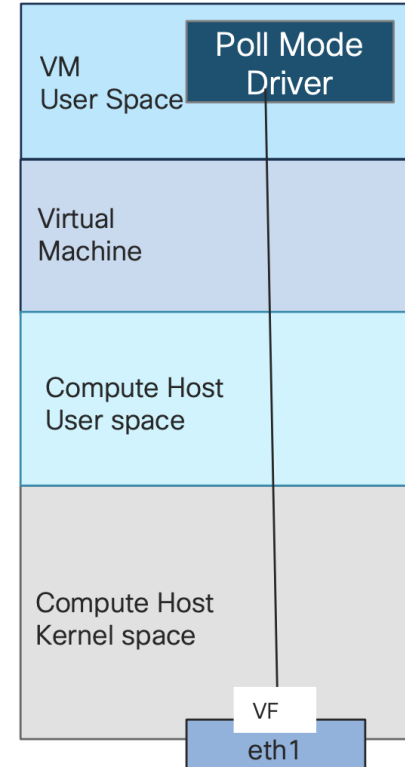 Poll Mode
Driver
VM
User Space
Virtual
Machine
Compute Host
User space
Compute Host
Kernel space
VF
eth1